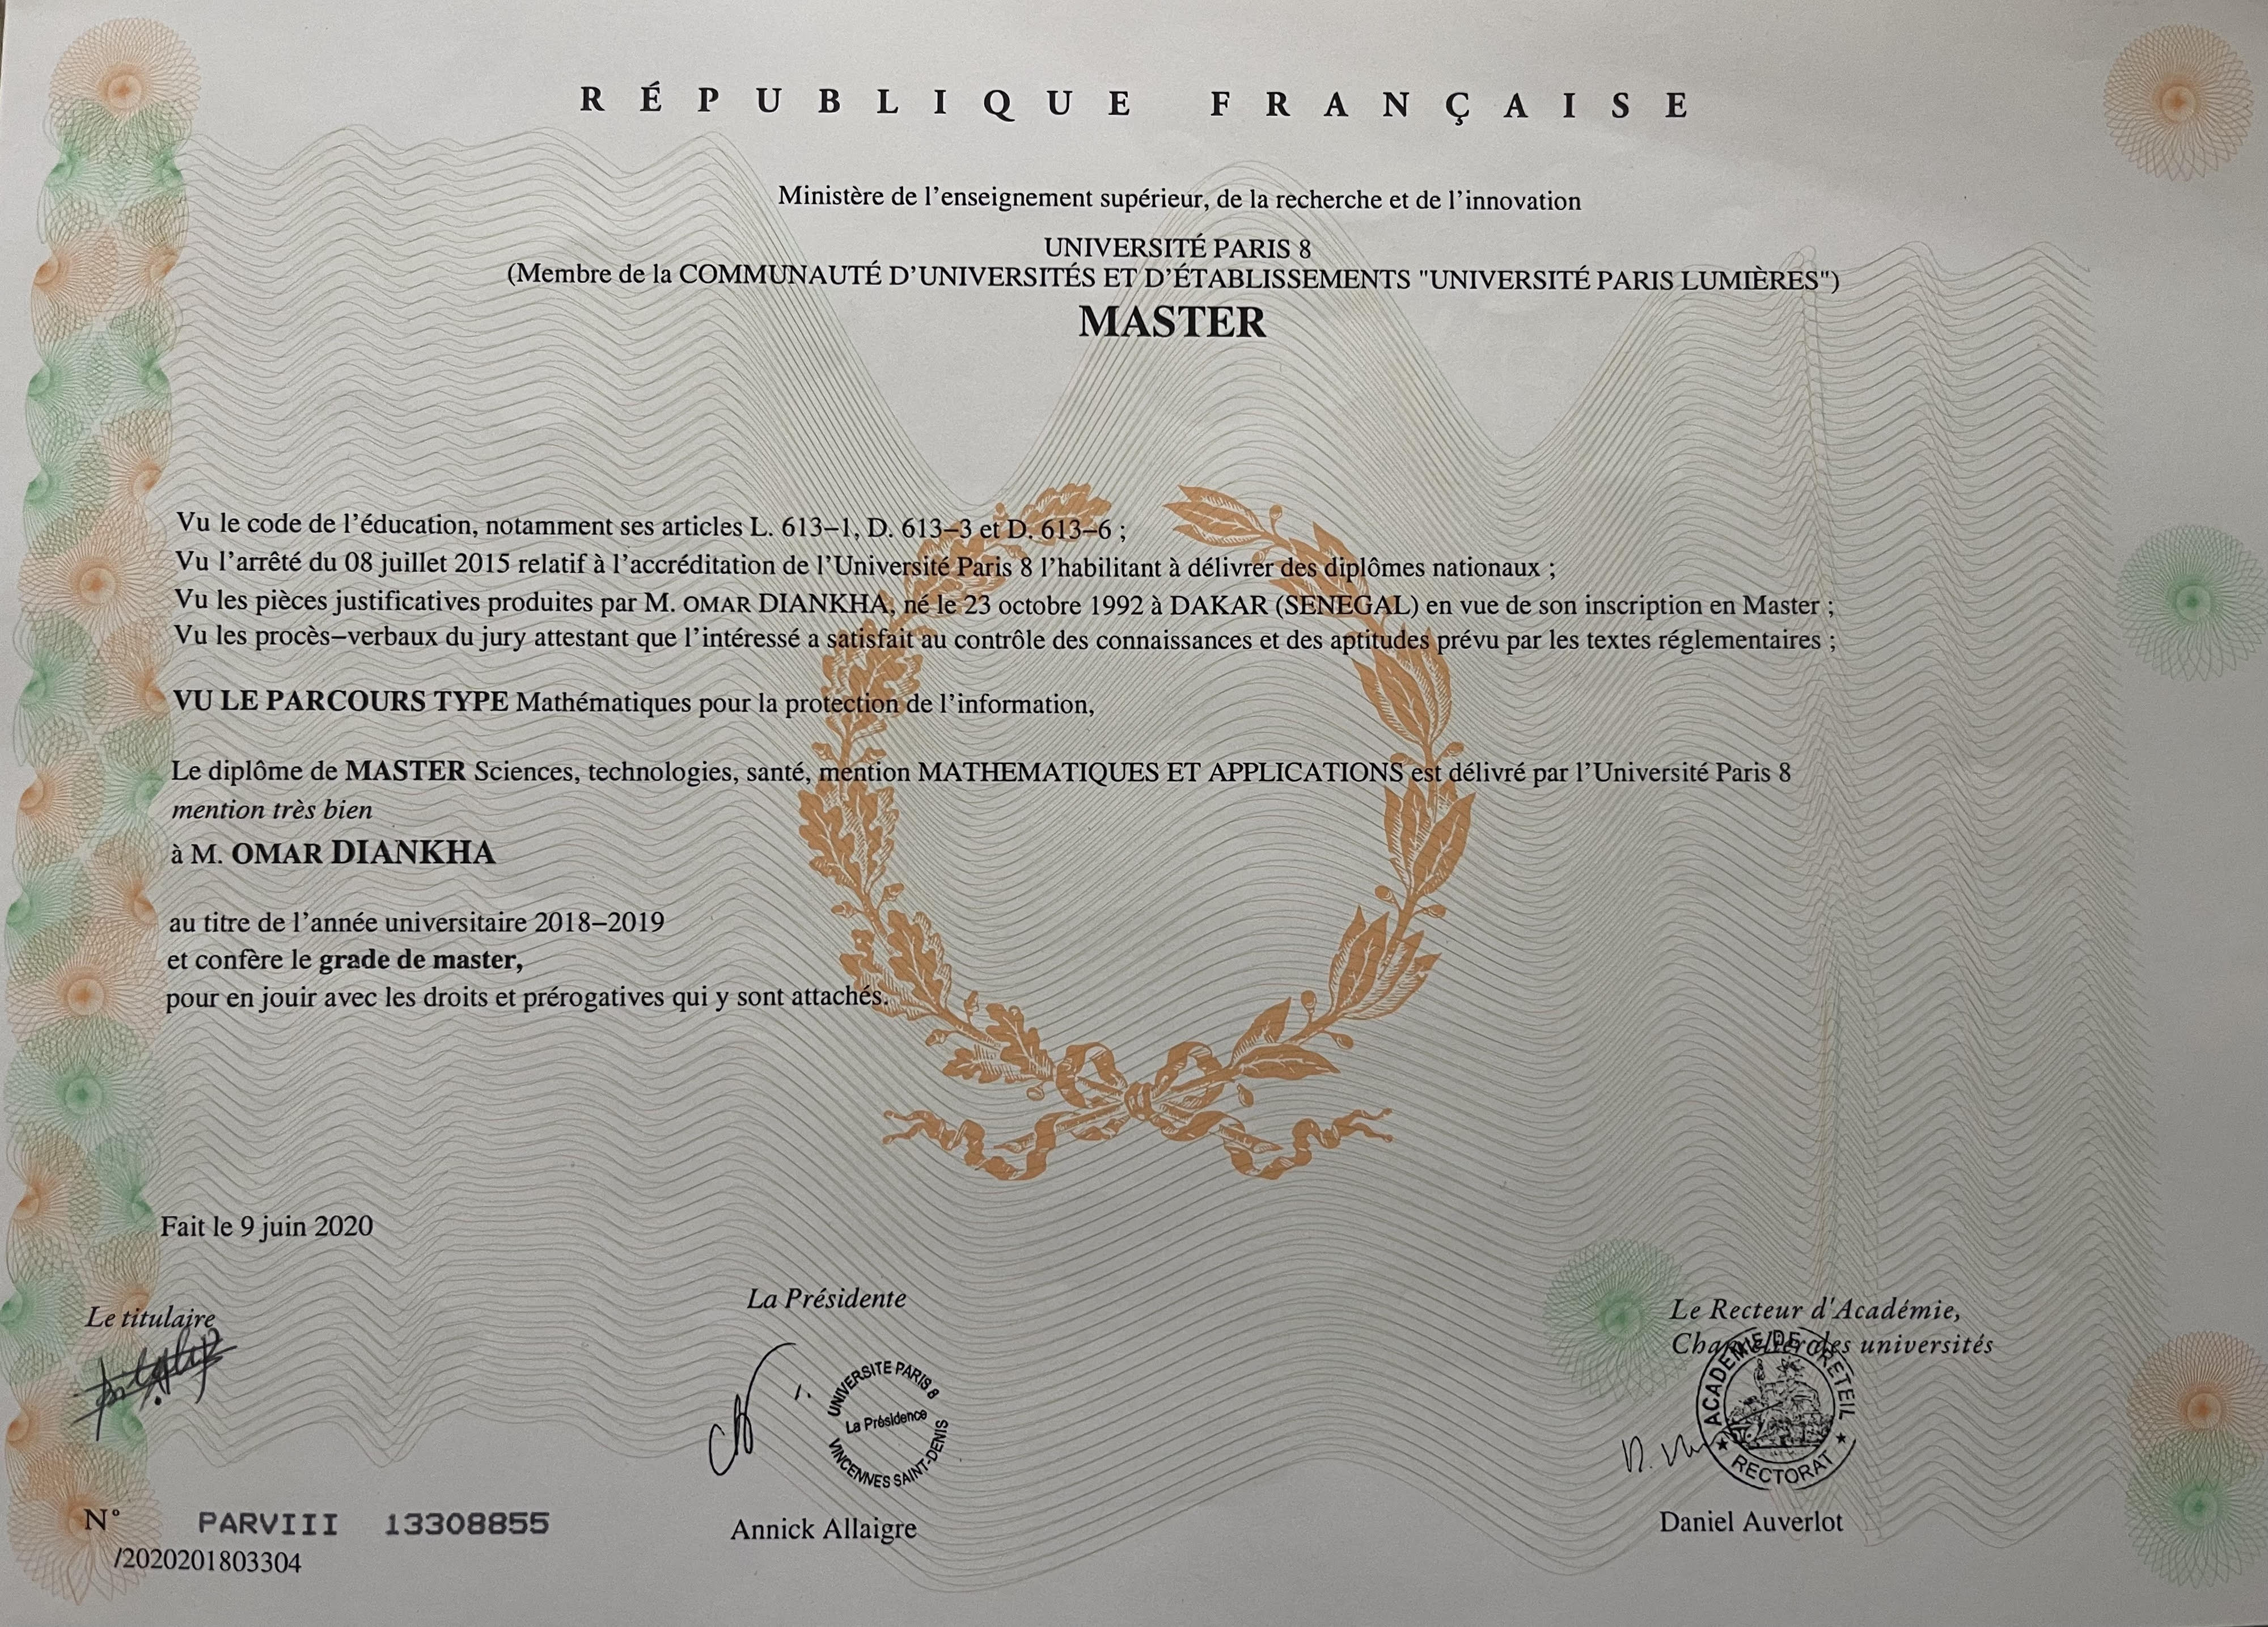 RÉPUBLIQUE FRANÇAISE
Ministère de l'enseignement supérieur, de la recherche et de l'innovation
UNIVERSITÉ PARIS 8
(Membre de la COMMUNAUTÉ D'UNIVERSITÉS ET D'ÉTABLISSEMENTS "UNIVERSITÉ PARIS LUMIÈRES")
MASTER
Vu le code de l'éducation, notamment ses articles L. 613-1, D. 613-3 et D. 613-6 ;
Vu l'arrêté du 08 juillet 2015 relatif à l'accréditation de l'Université Paris 8 l'habilitant à délivrer des diplômes nationaux ;
Vu les pièces justificatives produites par M. OMAR DIANKHA, né le 23 octobre 1992 à DAKAR (SENEGAL) en vue de son inscription en Master ;
Vu les procès-verbaux du jury attestant que l'intéressé a satisfait au contrôle des connaissances et des aptitudes prévu par les textes réglementaires ;
VU LE PARCOURS TYPE Mathématiques pour la protection de l'information,
Le diplôme de MASTER Sciences, technologies, santé, mention MATHEMATIQUES ET APPLICATIONS est délivré par l'Université Paris 8
mention très bien
à M. OMAR DIANKHA
au titre de l'année universitaire 2018-2019
et confère le grade de master,
pour en jouir avec les droits et prérogatives qui y sont attachés.
Fait le 9 juin 2020
Le titulaire
La Présidente
Le Recteur d'Académie,
Chancelier des universités
UNIVERSITE PARIS 8
La Présidence
VINCENNES SAINT-DENIS
ACADEMIE DE CRETEIL
RECTORAT
Annick Allaigre
Daniel Auverlot
N° PARVIII 13308855
/2020201803304